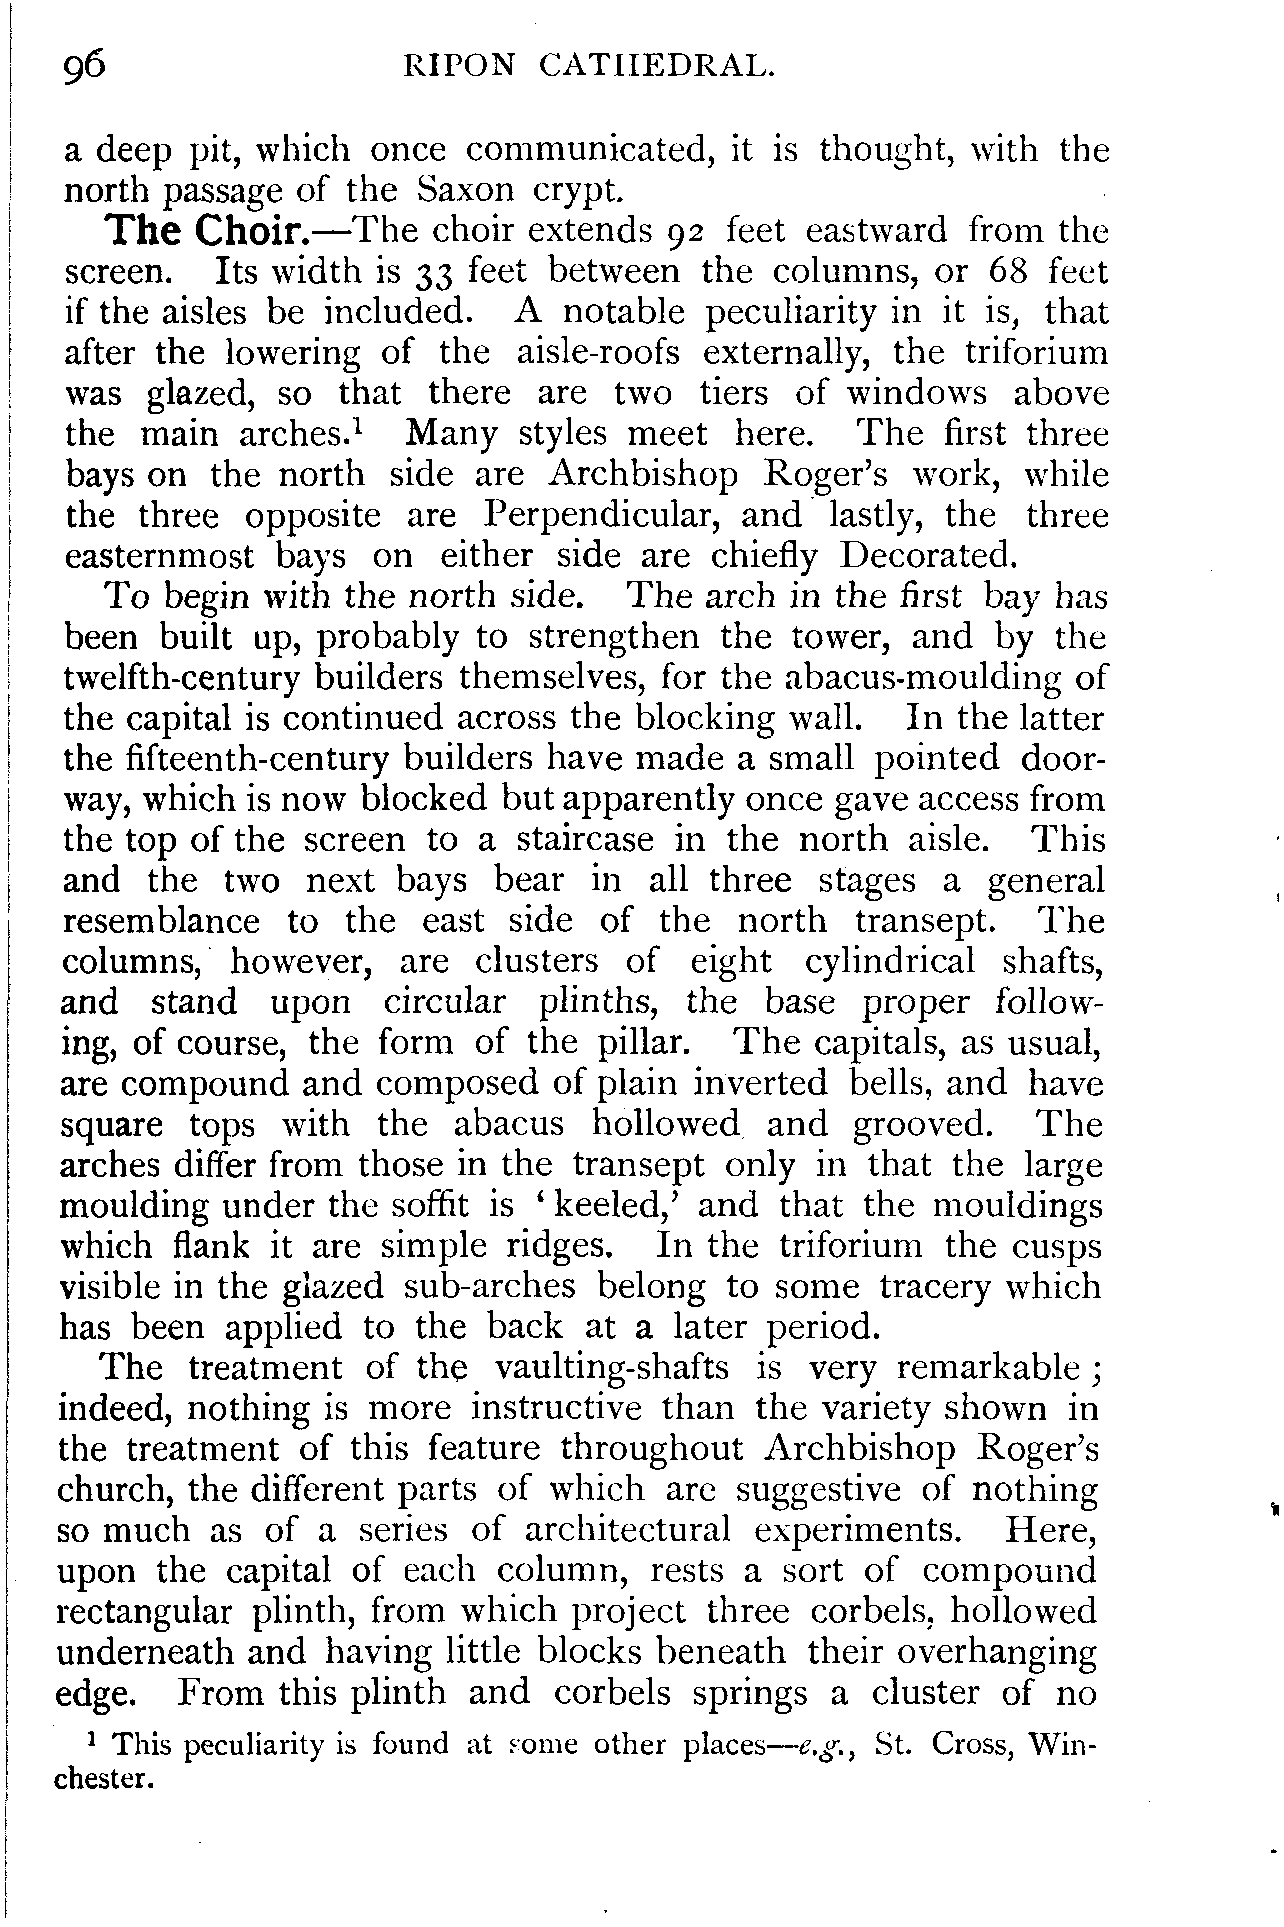 96 RIPON CATHEDRAL.
a deep pit, which once communicated, it is thought, with the
north passage of the Saxon crypt.
The Choir.—The choir extends 92 feet eastward from the
screen. Its width is 33 feet between the columns, or 68 feet
if the aisles be included. A notable peculiarity in it is, that
after the lowering of the aisle-roofs externally, the triforium
was glazed, so that there are two tiers of windows above
the main arches.¹ Many styles meet here. The first three
bays on the north side are Archbishop Roger's work, while
the three opposite are Perpendicular, and lastly, the three
easternmost bays on either side are chiefly Decorated.
To begin with the north side. The arch in the first bay has
been built up, probably to strengthen the tower, and by the
twelfth-century builders themselves, for the abacus-moulding of
the capital is continued across the blocking wall. In the latter
the fifteenth-century builders have made a small pointed door-
way, which is now blocked but apparently once gave access from
the top of the screen to a staircase in the north aisle. This
and the two next bays bear in all three stages a general
resemblance to the east side of the north transept. The
columns, however, are clusters of eight cylindrical shafts,
and stand upon circular plinths, the base proper follow-
ing, of course, the form of the pillar. The capitals, as usual,
are compound and composed of plain inverted bells, and have
square tops with the abacus hollowed and grooved. The
arches differ from those in the transept only in that the large
moulding under the soffit is 'keeled,' and that the mouldings
which flank it are simple ridges. In the triforium the cusps
visible in the glazed sub-arches belong to some tracery which
has been applied to the back at a later period.
The treatment of the vaulting-shafts is very remarkable ;
indeed, nothing is more instructive than the variety shown in
the treatment of this feature throughout Archbishop Roger's
church, the different parts of which are suggestive of nothing
so much as of a series of architectural experiments. Here,
upon the capital of each column, rests a sort of compound
rectangular plinth, from which project three corbels, hollowed
underneath and having little blocks beneath their overhanging
edge. From this plinth and corbels springs a cluster of no
¹ This peculiarity is found at some other places—e.g., St. Cross, Win-
chester.